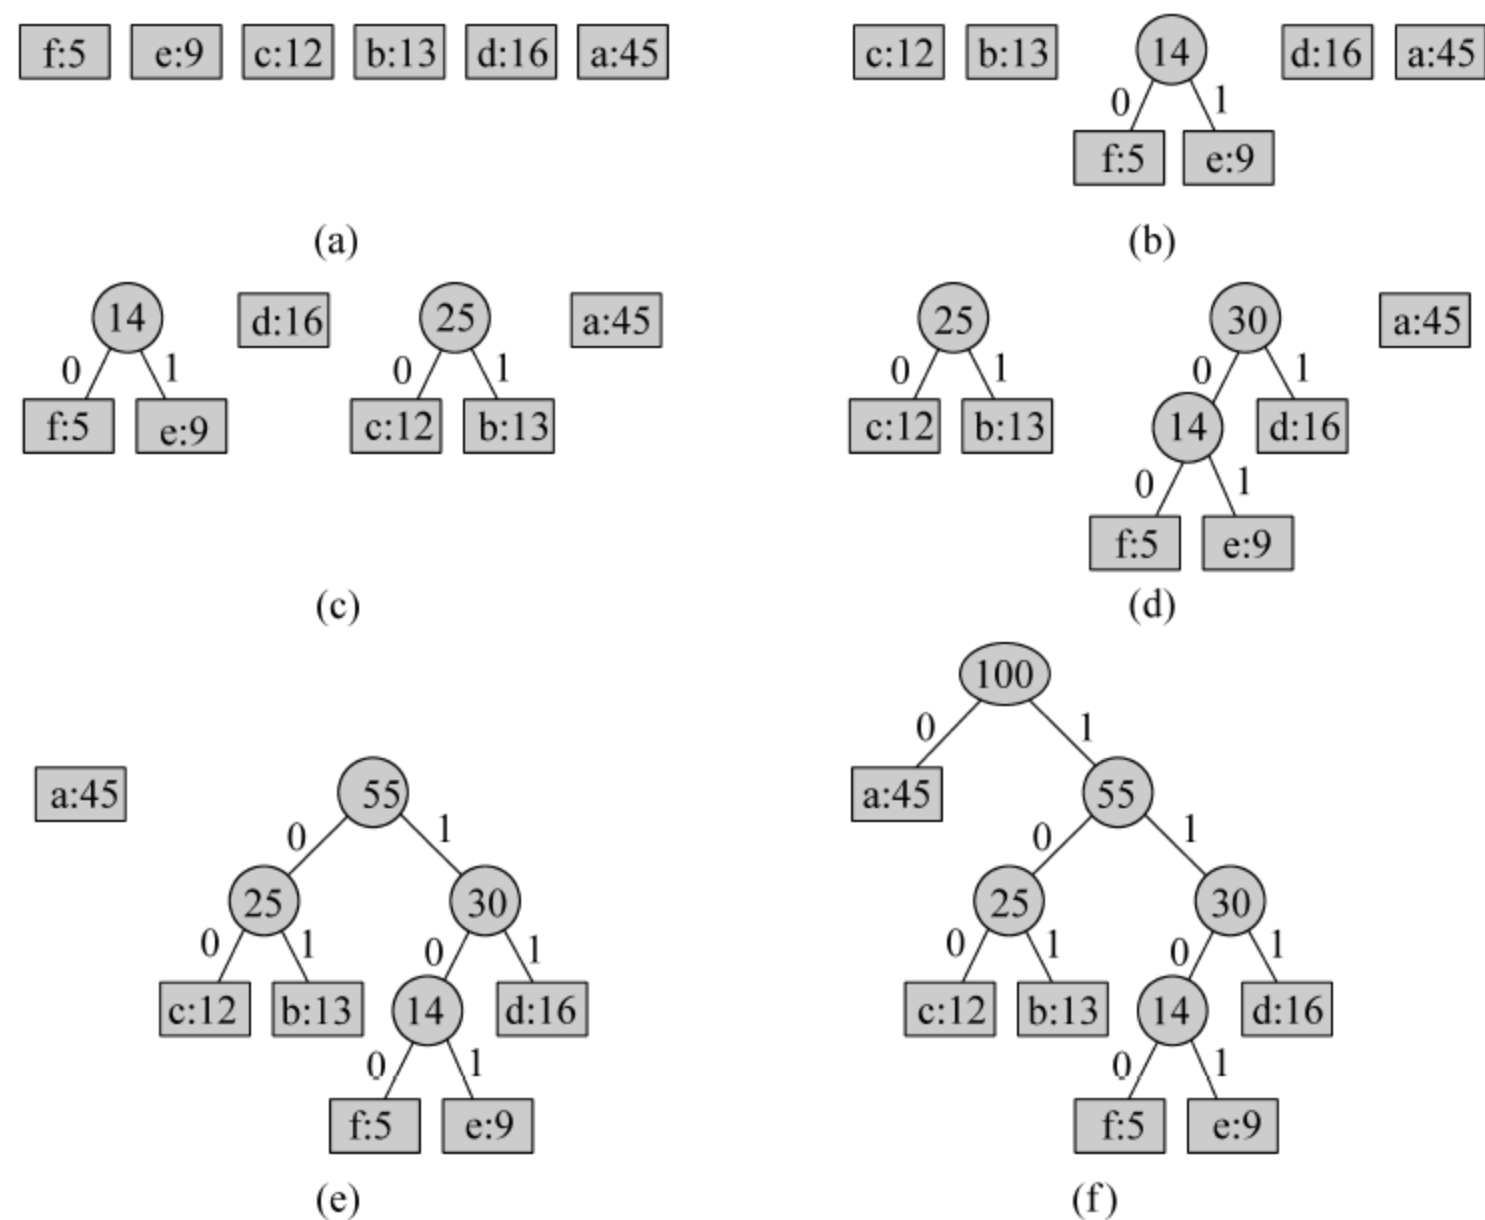 f:5 e:9 c:12 b:13 d:16 a:45
(a)
c:12 b:13 14 d:16 a:45
0 1
f:5 e:9
(b)
14 d:16 25 a:45
0 1 0 1
f:5 e:9 c:12 b:13
(c)
25 30 a:45
0 1 0 1
c:12 b:13 14 d:16
0 1
f:5 e:9
(d)
a:45 55
0 1
25 30
0 1 0 1
c:12 b:13 14 d:16
0 1
f:5 e:9
(e)
100
0 1
a:45 55
0 1
25 30
0 1 0 1
c:12 b:13 14 d:16
0 1
f:5 e:9
(f)